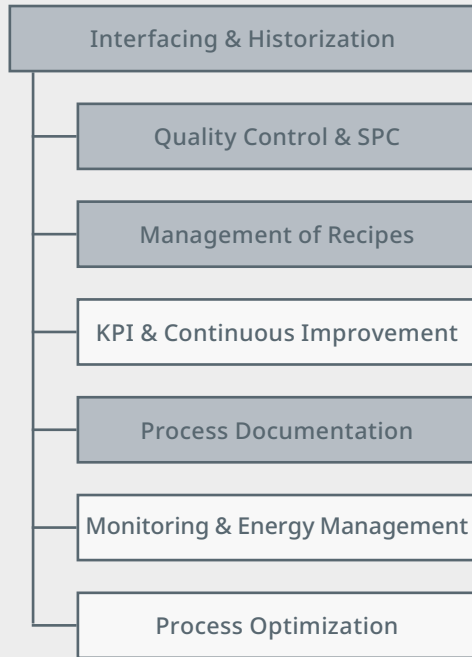 Interfacing & Historization
Quality Control & SPC
Management of Recipes
KPI & Continuous Improvement
Process Documentation
Monitoring & Energy Management
Process Optimization